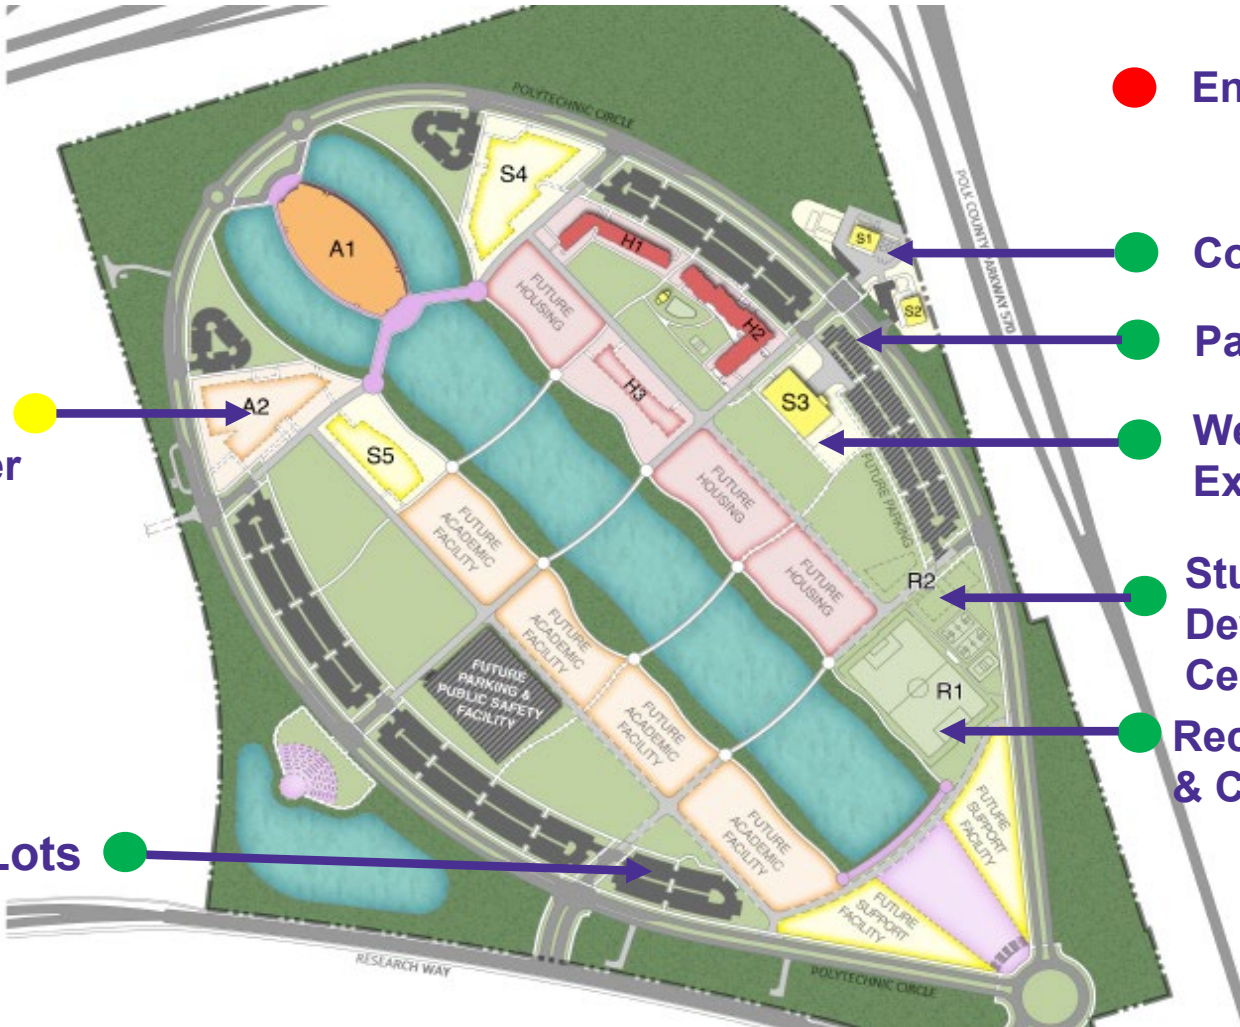 POLYTECHNIC CIRCLE
En
S4
POLK COUNTY PARKWAY 570
S1
Co
A1
H1
S2
FUTURE
HOUSING
H2
Pa
H3
S3
A2
er
S5
We
Ex
FUTURE
HOUSING
FUTURE PARKING
FUTURE
ACADEMIC
FACILITY
FUTURE
HOUSING
R2
Stu
De
Ce
FUTURE
ACADEMIC
FACILITY
FUTURE
PARKING &
PUBLIC SAFETY
FACILITY
R1
FUTURE
ACADEMIC
FACILITY
Rec
& C
FUTURE
SUPPORT
FACILITY
FUTURE
ACADEMIC
FACILITY
Lots
FUTURE
SUPPORT
FACILITY
RESEARCH WAY
POLYTECHNIC CIRCLE